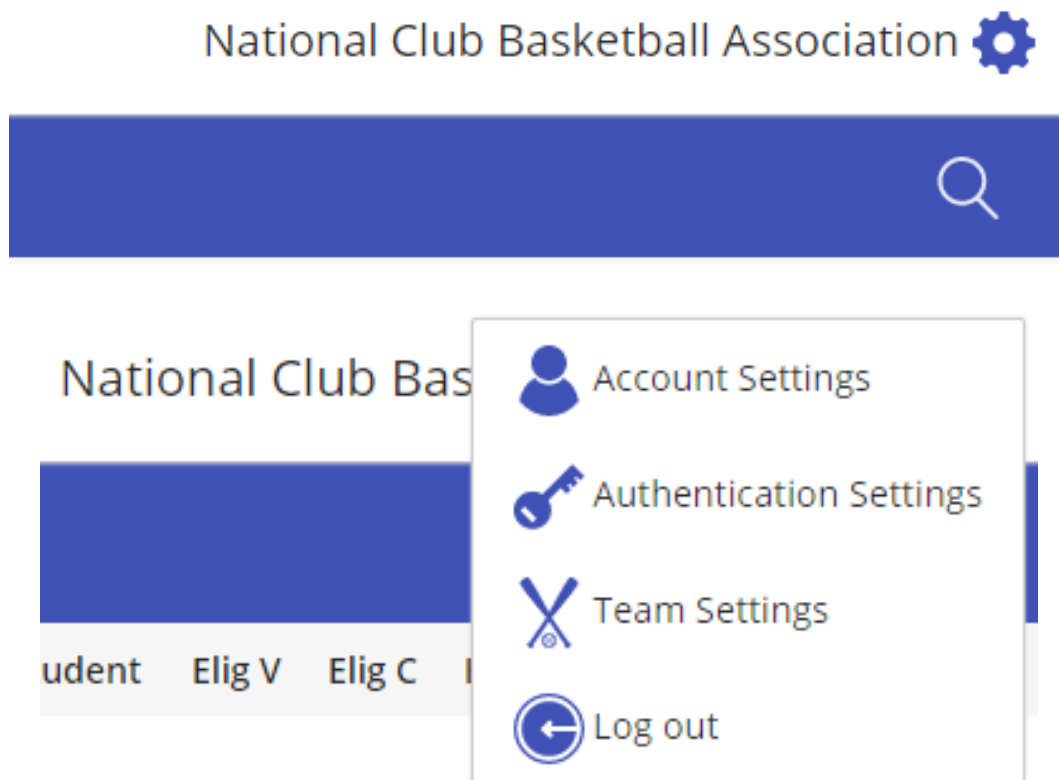 National Club Basketball Association
National Club Bas
Account Settings
Authentication Settings
Team Settings
udent Elig V Elig C
Log out